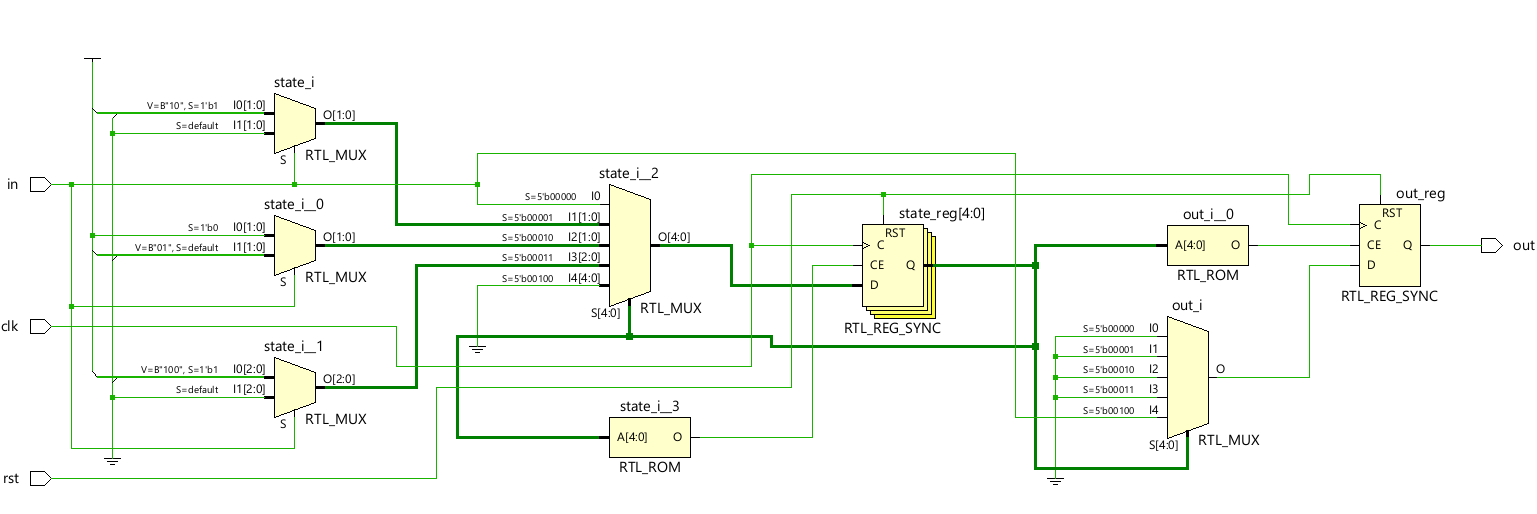 state_i
V=B"10", S=1'b1 I0[1:0]
S=default I1[1:0]
O[1:0]
S
RTL_MUX
in
state_i__0
S=1'b0 I0[1:0]
V=B"01", S=default I1[1:0]
O[1:0]
S
RTL_MUX
clk
state_i__1
V=B"100", S=1'b1 I0[2:0]
S=default I1[2:0]
O[2:0]
S
RTL_MUX
rst
state_i__2
S=5'b00000 I0
S=5'b00001 I1[1:0]
S=5'b00010 I2[1:0]
S=5'b00011 I3[2:0]
S=5'b00100 I4[4:0]
O[4:0]
S[4:0]
RTL_MUX
state_i__3
A[4:0] O
RTL_ROM
state_reg[4:0]
RST
C
CE Q
D
RTL_REG_SYNC
out_i__0
A[4:0] O
RTL_ROM
out_i
S=5'b00000 I0
S=5'b00001 I1
S=5'b00010 I2
S=5'b00011 I3
S=5'b00100 I4
O
S[4:0]
RTL_MUX
out_reg
RST
C
CE Q
D
RTL_REG_SYNC
out